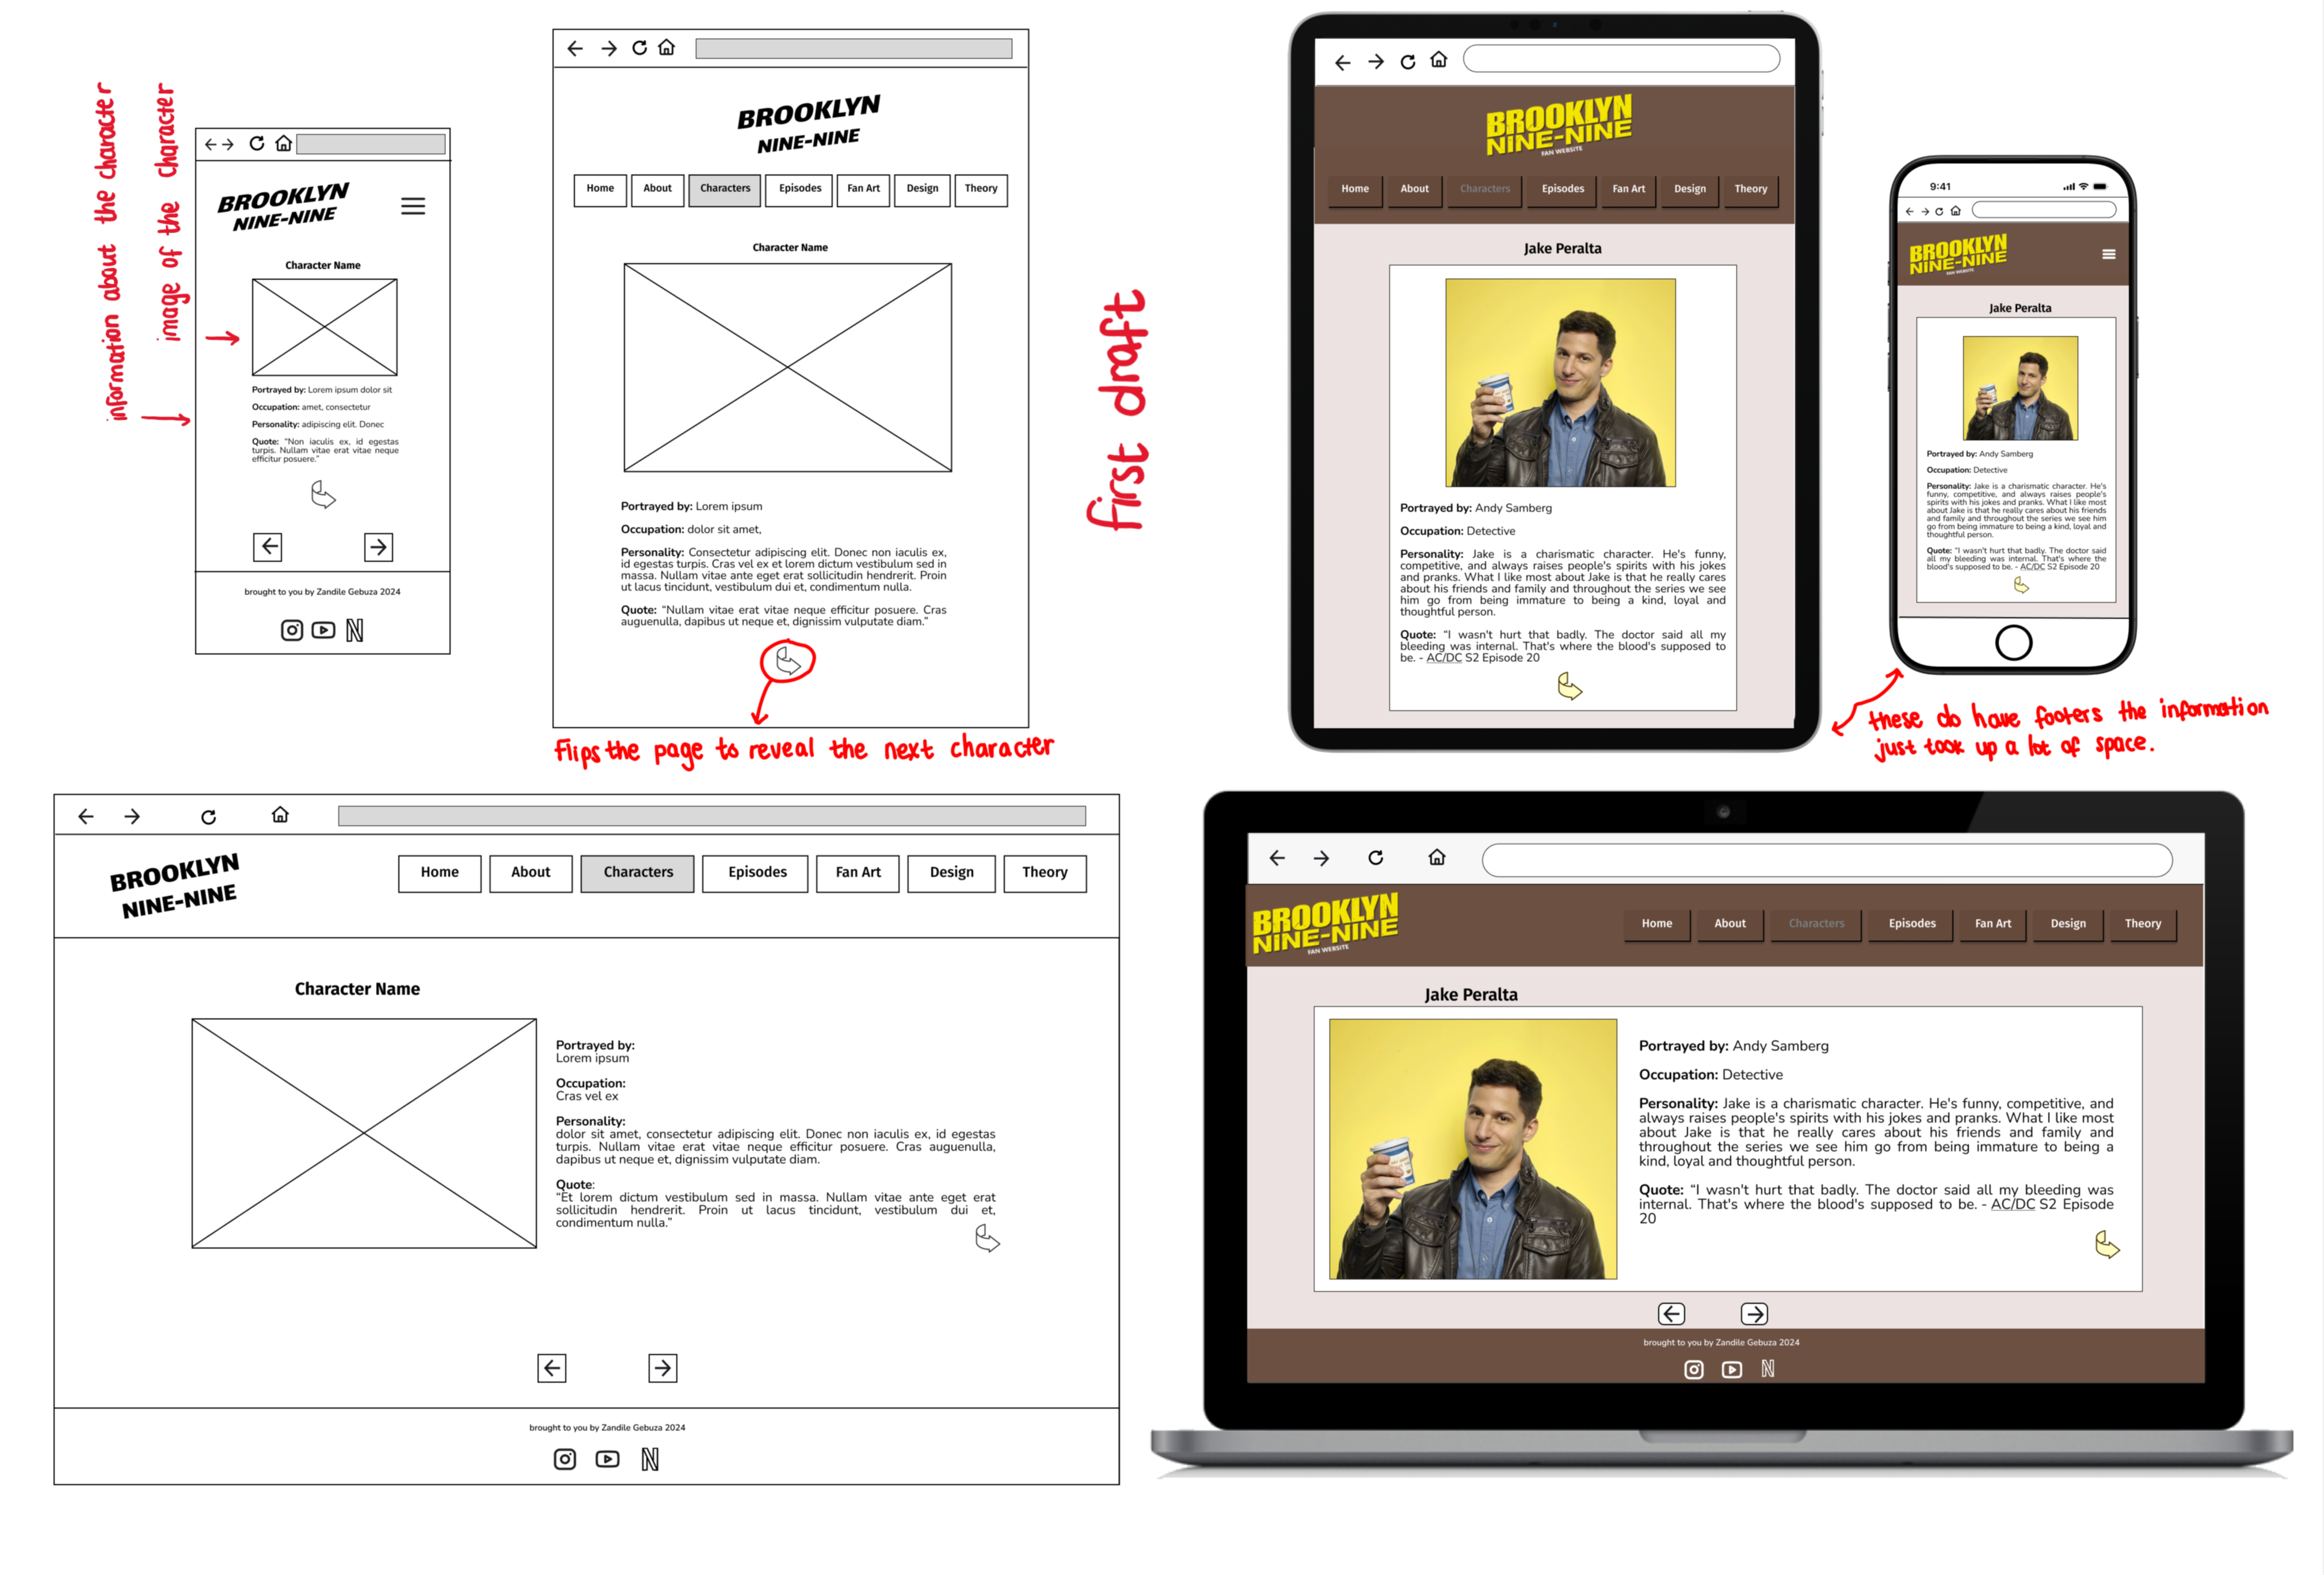 information about the character
image of the character
BROOKLYN
NINE-NINE
Character Name
Portrayed by: Lorem ipsum dolor sit
Occupation: amet, consectetur
Personality: adipiscing elit. Donec
Quote: "Non iaculis ex, id egestas
turpis. Nullam vitae erat vitae neque
efficitur posuere."
brought to you by Zandile Gebuza 2024
BROOKLYN
NINE-NINE
Home About Characters Episodes Fan Art Design Theory
Character Name
Portrayed by: Lorem ipsum
Occupation: dolor sit amet,
Personality: Consectetur adipiscing elit. Donec non iaculis ex,
id egestas turpis. Cras vel ex et lorem dictum vestibulum sed in
massa. Nullam vitae ante eget erat sollicitudin hendrerit. Proin
ut lacus tincidunt, vestibulum dui et, condimentum nulla.
Quote: "Nullam vitae erat vitae neque efficitur posuere. Cras
auguenulla, dapibus ut neque et, dignissim vulputate diam."
Flips the page to reveal the next character
first draft
BROOKLYN
NINE-NINE
FAN WEBSITE
Home About Characters Episodes Fan Art Design Theory
Jake Peralta
Portrayed by: Andy Samberg
Occupation: Detective
Personality: Jake is a charismatic character. He's funny,
competitive, and always raises people's spirits with his jokes
and pranks. What I like most about Jake is that he really cares
about his friends and family and throughout the series we see
him go from being immature to being a kind, loyal and
thoughtful person.
Quote: "I wasn't hurt that badly. The doctor said all my
bleeding was internal. That's where the blood's supposed to
be. - AC/DC S2 Episode 20
9:41
BROOKLYN
NINE-NINE
FAN WEBSITE
Jake Peralta
Portrayed by: Andy Samberg
Occupation: Detective
Personality: Jake is a charismatic character. He's
funny, competitive, and always raises people's
spirits with his jokes and pranks. What I like most
about Jake is that he really cares about his friends
and family and throughout the series we see him
go from being immature to being a kind, loyal and
thoughtful person.
Quote: "I wasn't hurt that badly. The doctor said
all my bleeding was internal. That's where the
blood's supposed to be. - AC/DC S2 Episode 20
these do have footers the information
just took up a lot of space.
BROOKLYN
NINE-NINE
Home About Characters Episodes Fan Art Design Theory
Character Name
Portrayed by:
Lorem ipsum
Occupation:
Cras vel ex
Personality:
dolor sit amet, consectetur adipiscing elit. Donec non iaculis ex, id egestas
turpis. Nullam vitae erat vitae neque efficitur posuere. Cras auguenulla,
dapibus ut neque et, dignissim vulputate diam.
Quote:
"Et lorem dictum vestibulum sed in massa. Nullam vitae ante eget erat
sollicitudin hendrerit. Proin ut lacus tincidunt, vestibulum dui et,
condimentum nulla."
brought to you by Zandile Gebuza 2024
BROOKLYN
NINE-NINE
FAN WEBSITE
Home About Characters Episodes Fan Art Design Theory
Jake Peralta
Portrayed by: Andy Samberg
Occupation: Detective
Personality: Jake is a charismatic character. He's funny, competitive, and
always raises people's spirits with his jokes and pranks. What I like most
about Jake is that he really cares about his friends and family and
throughout the series we see him go from being immature to being a
kind, loyal and thoughtful person.
Quote: "I wasn't hurt that badly. The doctor said all my bleeding was
internal. That's where the blood's supposed to be. - AC/DC S2 Episode
20
brought to you by Zandile Gebuza 2024